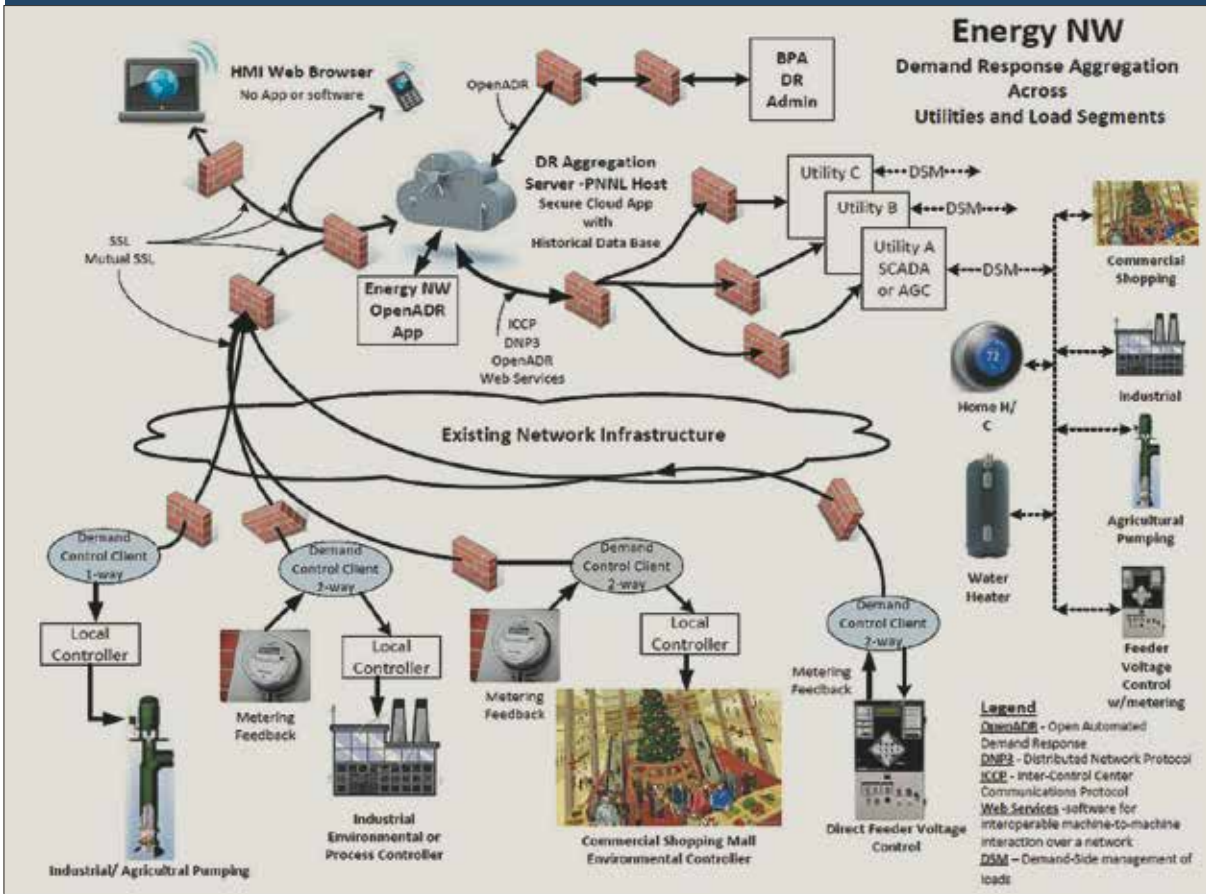 Energy NW
Demand Response Aggregation
Across
Utilities and Load Segments
HMI Web Browser
No App or software
OpenADR
BPA
DR
Admin
DR Aggregation
Server -PNNL Host
Secure Cloud App
with
Historical Data Base
Utility C
DSM
Utility B
DSM
Utility A
SCADA
or AGC
DSM
Commercial
Shopping
SSL
Mutual SSL
Energy NW
OpenADR
App
ICCP
DNP3
OpenADR
Web Services
72
Home H/
C
Industrial
Existing Network Infrastructure
Water
Heater
Agricultural
Pumping
Feeder
Voltage
Control
w/metering
Demand
Control Client
1-way
Local
Controller
Industrial/ Agricultral Pumping
Demand
Control Client
2-way
Metering
Feedback
Local
Controller
Industrial
Environmental or
Process Controller
Demand
Control Client
2-way
Metering
Feedback
Local
Controller
Commercial Shopping Mall
Environmental Controller
Demand
Control Client
2-way
Metering
Feedback
Direct Feeder Voltage
Control
Legend
OpenADR - Open Automated
Demand Response
DNP3 - Distributed Network Protocol
ICCP - Inter-Control Center
Communications Protocol
Web Services -software for
interoperable machine-to-machine
interaction over a network
DSM – Demand-Side management of
loads